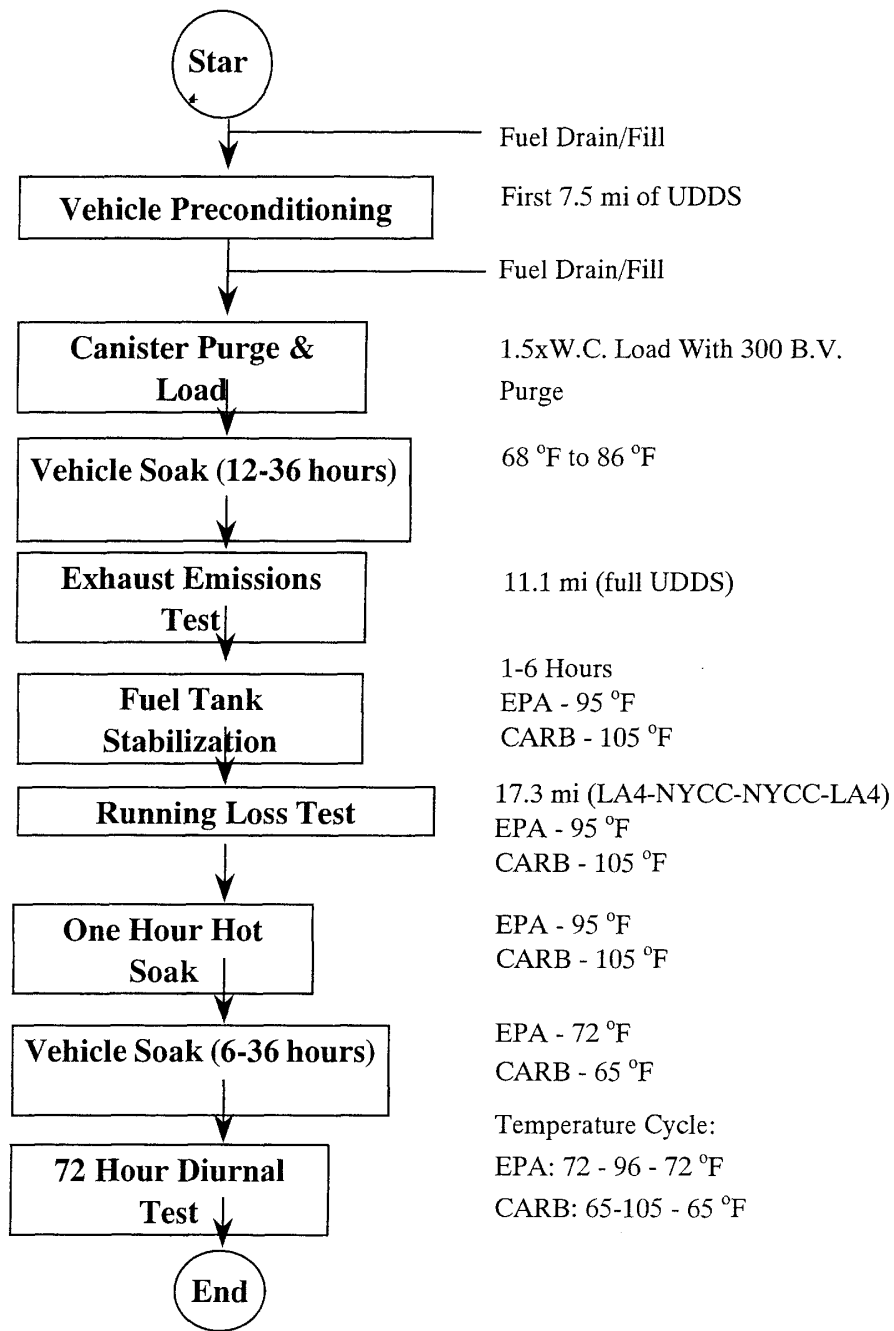 Star
Fuel Drain/Fill
Vehicle Preconditioning
First 7.5 mi of UDDS
Fuel Drain/Fill
Canister Purge &
Load
1.5xW.C. Load With 300 B.V.
Purge
Vehicle Soak (12-36 hours)
68 °F to 86 °F
Exhaust Emissions
Test
11.1 mi (full UDDS)
Fuel Tank
Stabilization
1-6 Hours
EPA - 95 °F
CARB - 105 °F
Running Loss Test
17.3 mi (LA4-NYCC-NYCC-LA4)
EPA - 95 °F
CARB - 105 °F
One Hour Hot
Soak
EPA - 95 °F
CARB - 105 °F
Vehicle Soak (6-36 hours)
EPA - 72 °F
CARB - 65 °F
72 Hour Diurnal
Test
Temperature Cycle:
EPA: 72 - 96 - 72 °F
CARB: 65-105 - 65 °F
End